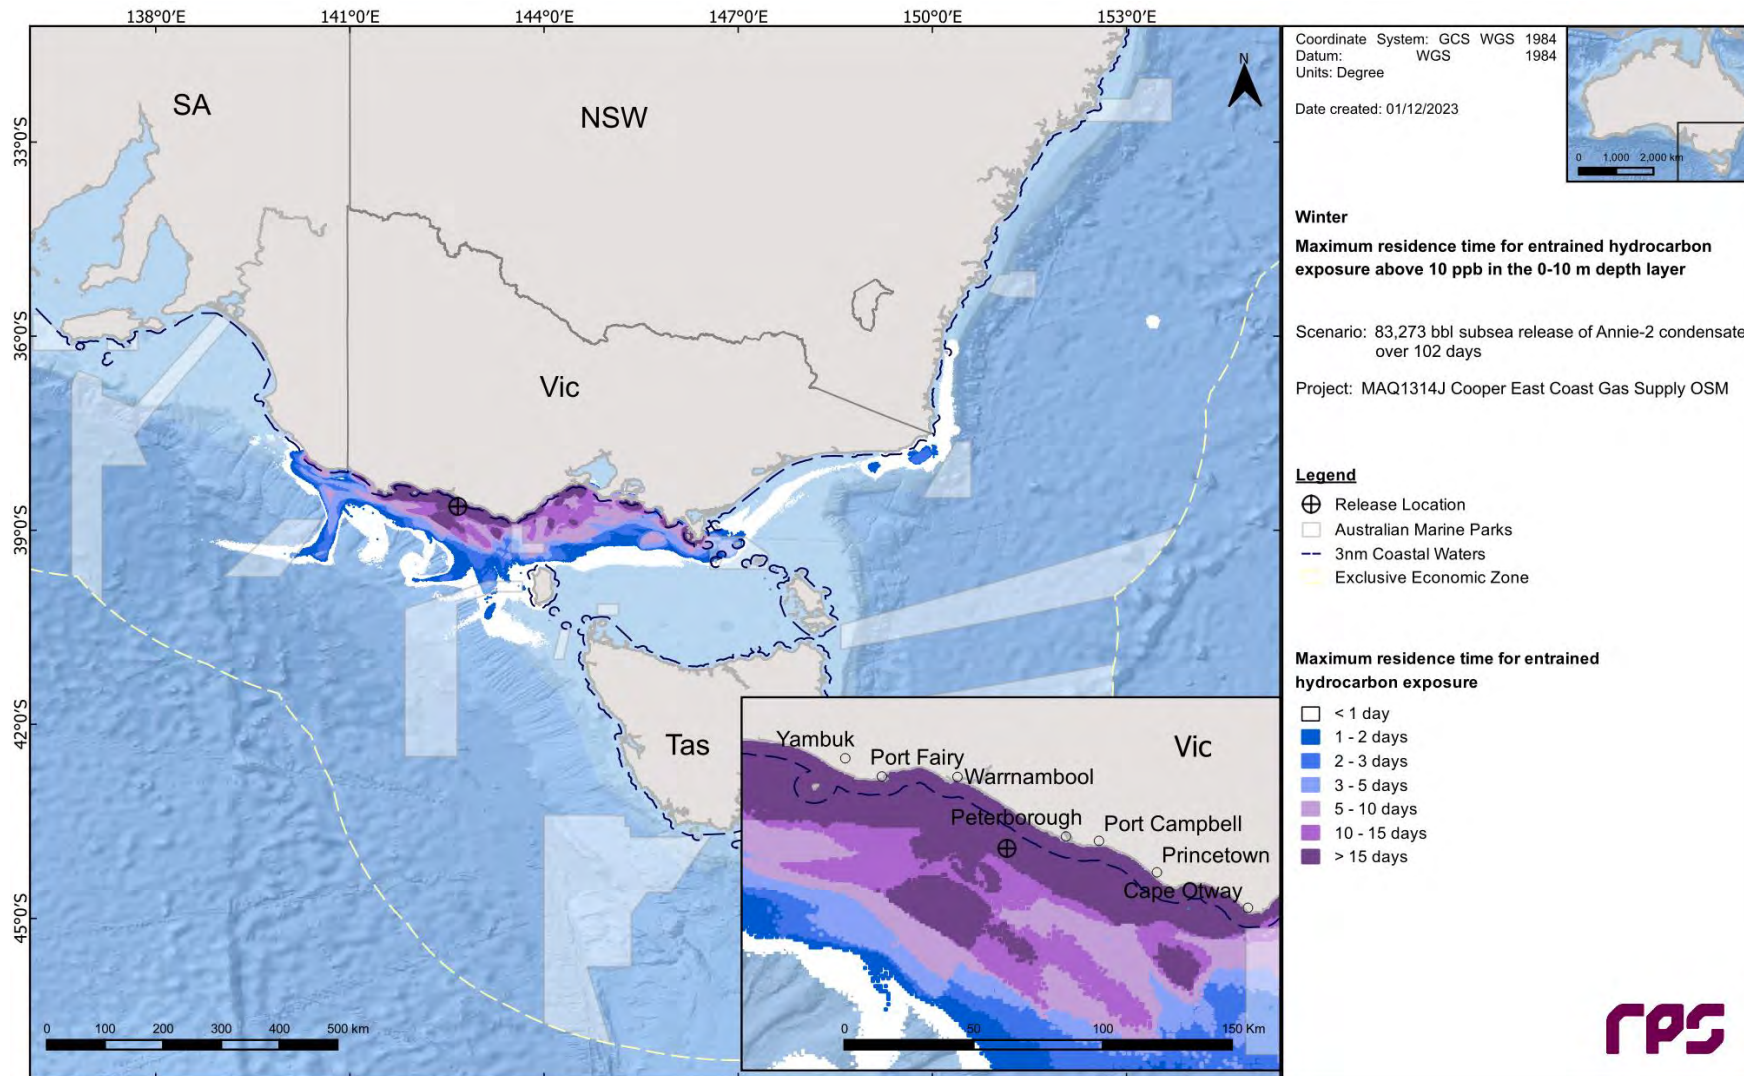 138°0'E 141°0'E 144°0'E 147°0'E 150°0'E 153°0'E
33°0'S
36°0'S
39°0'S
42°0'S
45°0'S
SA
NSW
Vic
Tas
N
0 100 200 300 400 500 km
Yambuk
Port Fairy
Warrnambool
Vic
Peterborough
Port Campbell
Princetown
Cape Otway
0 50 100 150 Km
Coordinate System: GCS WGS 1984
Datum: WGS 1984
Units: Degree
Date created: 01/12/2023
0 1,000 2,000 km
Winter
Maximum residence time for entrained hydrocarbon
exposure above 10 ppb in the 0-10 m depth layer
Scenario: 83,273 bbl subsea release of Annie-2 condensate
over 102 days
Project: MAQ1314J Cooper East Coast Gas Supply OSM
Legend
Release Location
Australian Marine Parks
3nm Coastal Waters
Exclusive Economic Zone
Maximum residence time for entrained
hydrocarbon exposure
< 1 day
1 - 2 days
2 - 3 days
3 - 5 days
5 - 10 days
10 - 15 days
> 15 days
rps